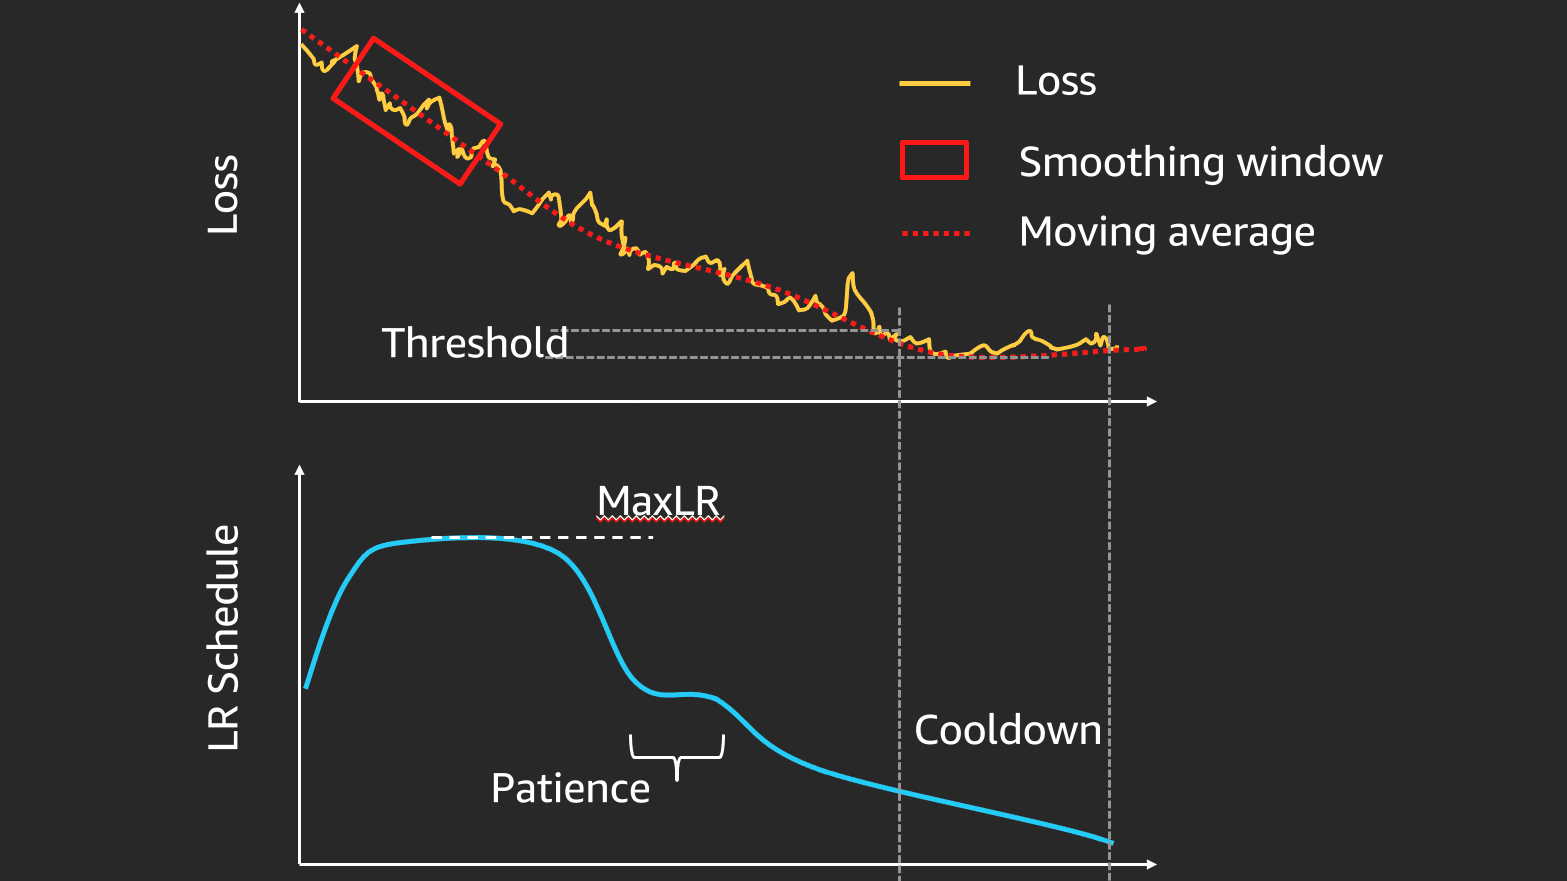 Loss
Loss
Smoothing window
Moving average
Threshold
LR Schedule
MaxLR
Cooldown
Patience